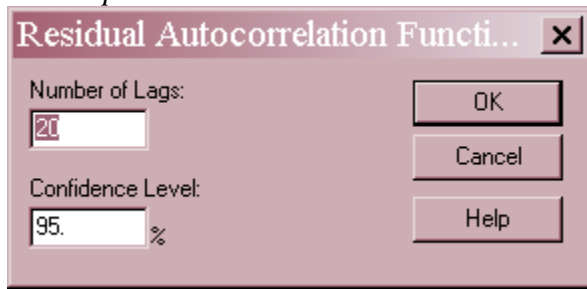 Residual Autocorrelation Functi...
Number of Lags:
20
OK
Cancel
Confidence Level:
95.
%
Help